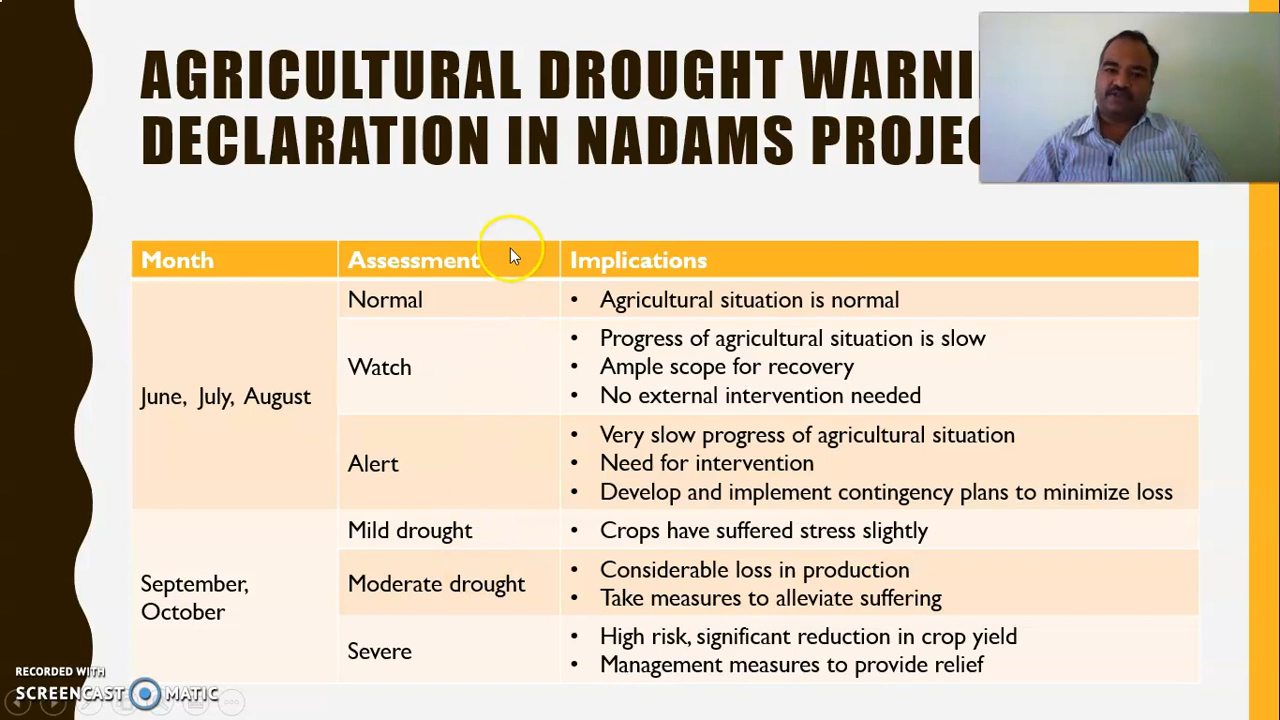 AGRICULTURAL DROUGHT
DECLARATION IN NADAMS
Month Assessment Implications
June, July, August
Normal
• Agricultural situation is normal
Watch
• Progress of agricultural situation is slow
• Ample scope for recovery
• No external intervention needed
Alert
• Very slow progress of agricultural situation
• Need for intervention
• Develop and implement contingency plans to minimize loss
September,
October
Mild drought
• Crops have suffered stress slightly
Moderate drought
• Considerable loss in production
• Take measures to alleviate suffering
Severe
• High risk, significant reduction in crop yield
• Management measures to provide relief
RECORDED WITH
SCREENCAST MATIC